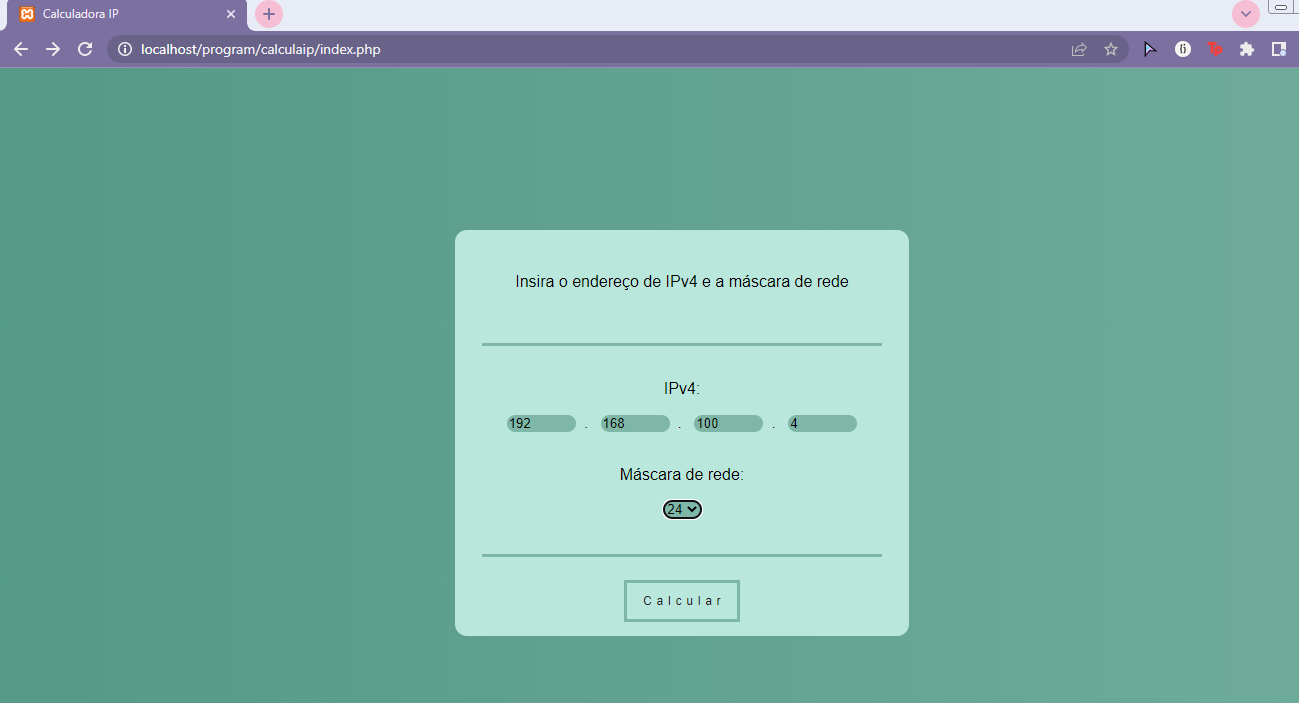 Calculadora IP
localhost/program/calculaip/index.php
Insira o endereço de IPv4 e a máscara de rede
IPv4:
192 . 168 . 100 . 4
Máscara de rede:
24
Calcular